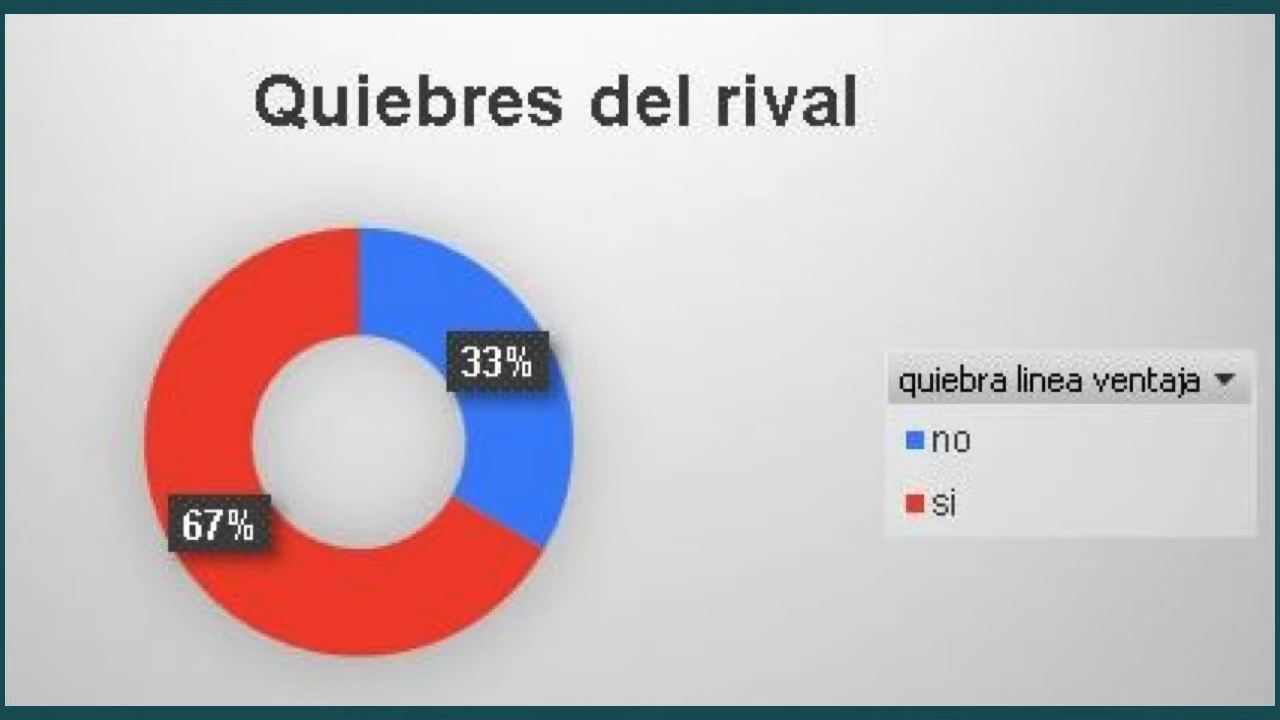 Quiebres del rival
33%
67%
quiebra linea ventaja
no
si